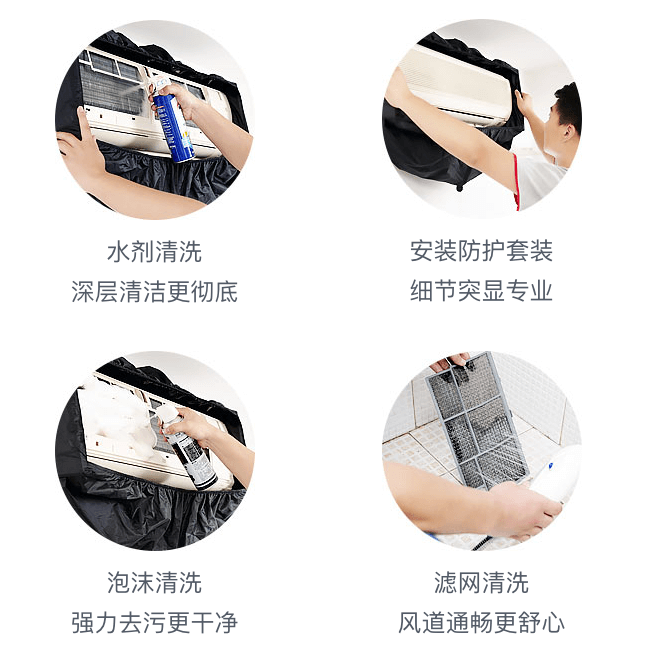 水剂清洗
深层清洁更彻底
安装防护套装
细节突显专业
泡沫清洗
强力去污更干净
滤网清洗
风道通畅更舒心